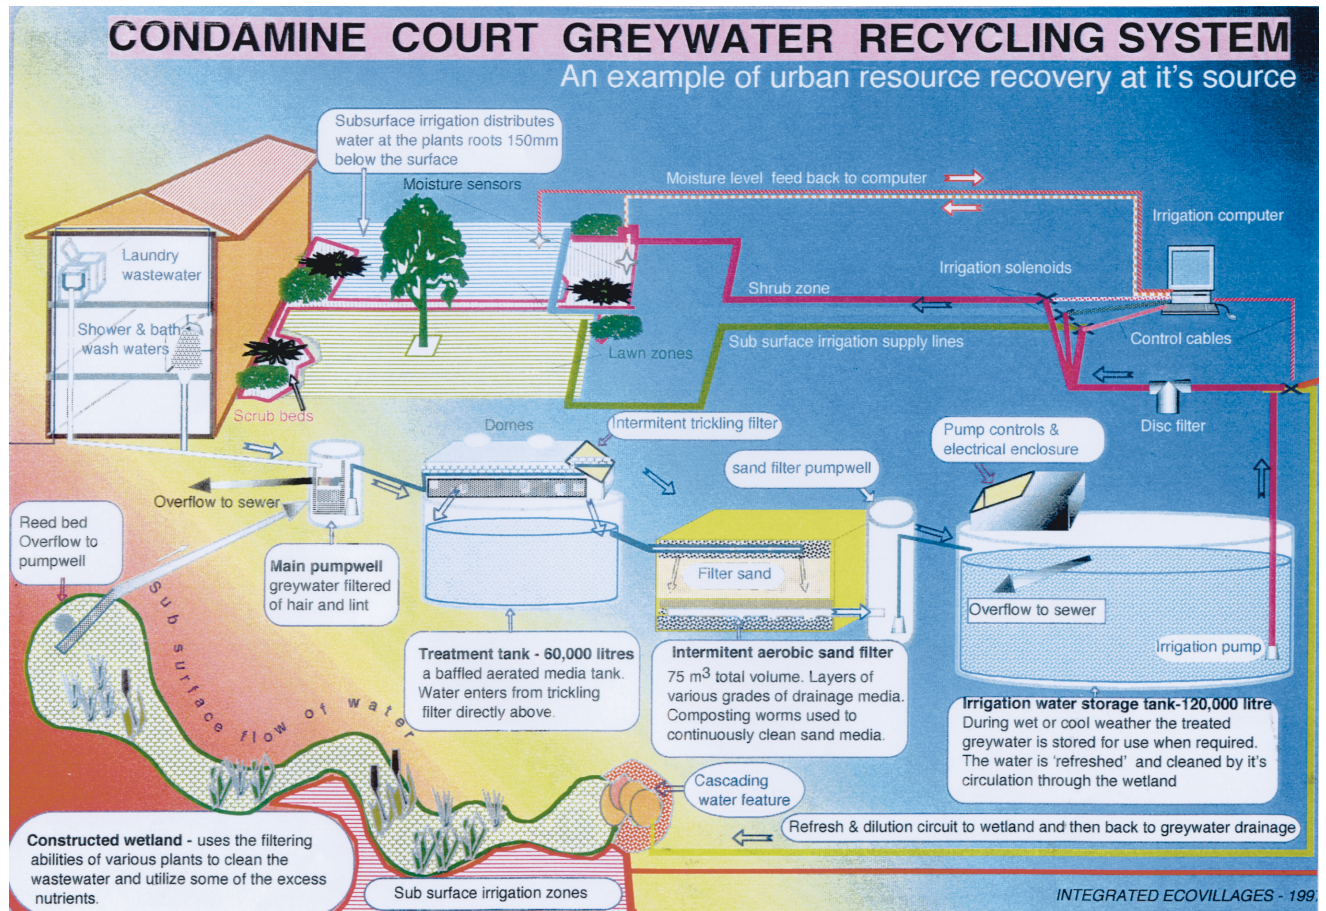 CONDAMINE COURT GREYWATER RECYCLING SYSTEM
An example of urban resource recovery at it's source
Subsurface irrigation distributes
water at the plants roots 150mm
below the surface
Moisture sensors
Moisture level feed back to computer
Irrigation computer
Laundry
wastewater
Irrigation solenoids
Shrub zone
Shower & bath
wash waters
Sub surface irrigation supply lines
Control cables
Lawn zones
Scrub beds
Domes
Intermitent trickling filter
Disc filter
Pump controls &
electrical enclosure
sand filter pumpwell
Overflow to sewer
Reed bed
Overflow to
pumpwell
Main pumpwell
greywater filtered
of hair and lint
Filter sand
Overflow to sewer
Irrigation pump
Sub surface flow of water
Treatment tank - 60,000 litres
a baffled aerated media tank.
Water enters from trickling
filter directly above.
Intermitent aerobic sand filter
75 m3 total volume. Layers of
various grades of drainage media.
Composting worms used to
continuously clean sand media.
Irrigation water storage tank-120,000 litre
During wet or cool weather the treated
greywater is stored for use when required.
The water is 'refreshed' and cleaned by it's
circulation through the wetland
Cascading
water feature
Refresh & dilution circuit to wetland and then back to greywater drainage
Constructed wetland - uses the filtering
abilities of various plants to clean the
wastewater and utilize some of the excess
nutrients.
Sub surface irrigation zones
INTEGRATED ECOVILLAGES - 199